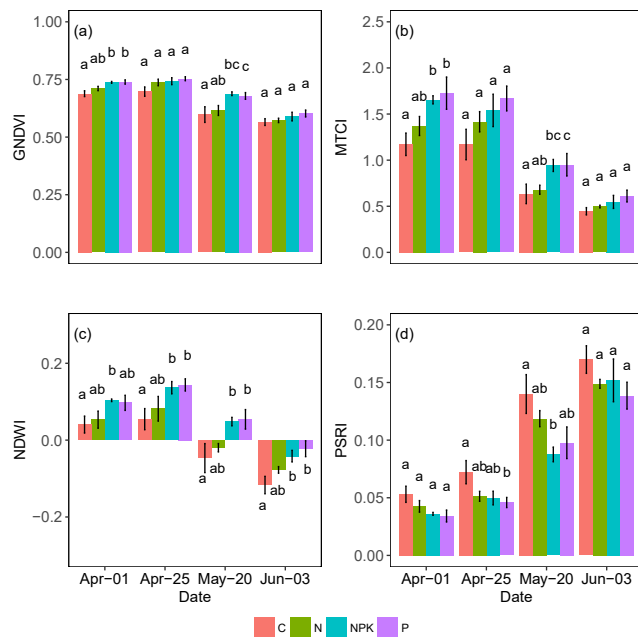 (a)
GNDVI
1.00
0.75
0.50
0.25
0.00
a ab b b
a a a a
a ab bc c
a a a a
(b)
MTCI
2.5
2.0
1.5
1.0
0.5
0.0
a ab b b
a a a a
a ab bc c
a a a a
(c)
NDWI
0.2
0.0
−0.2
a ab b ab
a ab b b
a ab b b
a ab b b
Apr−01 Apr−25 May−20 Jun−03
Date
(d)
PSRI
0.20
0.15
0.10
0.05
0.00
a a a a
a ab ab b
a ab b ab
a a a a
Apr−01 Apr−25 May−20 Jun−03
Date
C N NPK P